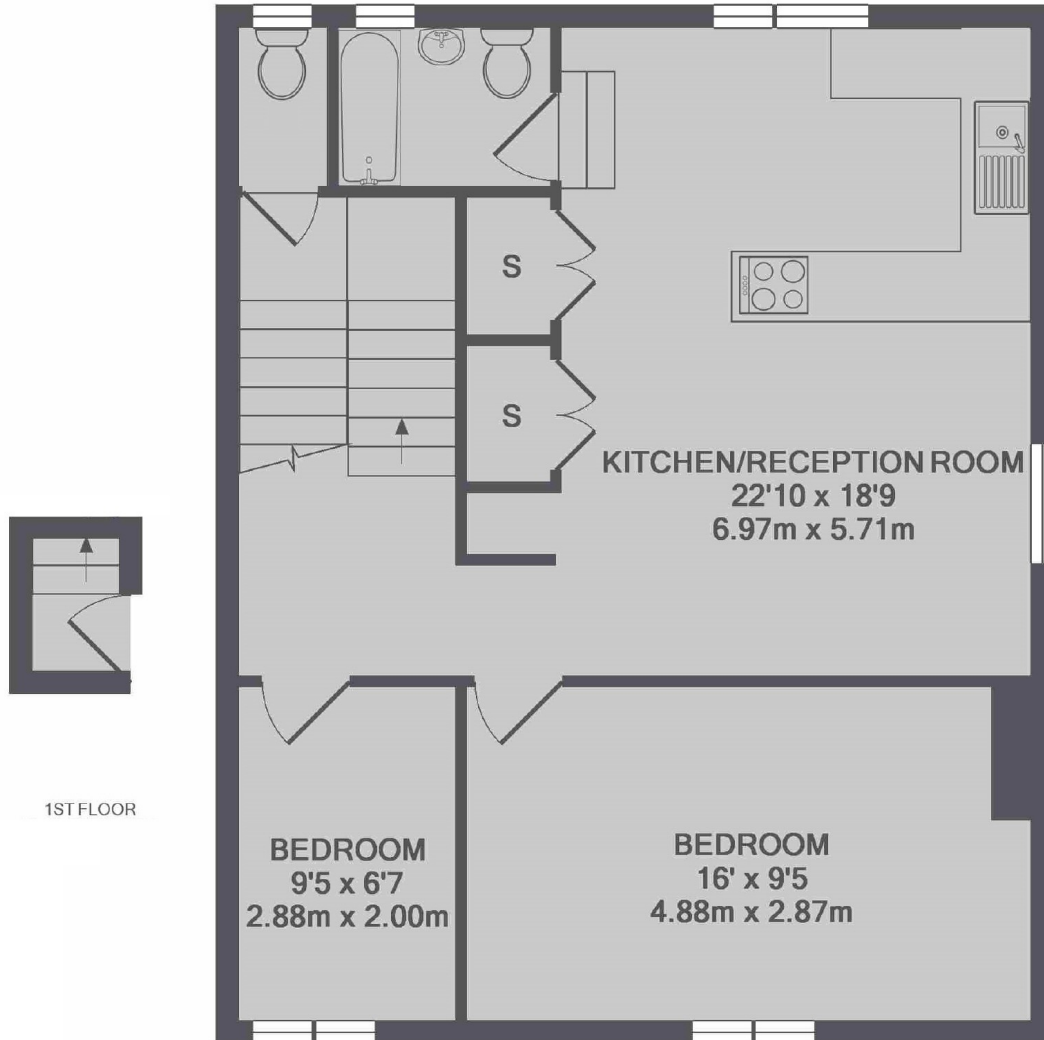 S
S
KITCHEN/RECEPTION ROOM
22'10 x 18'9
6.97m x 5.71m
1ST FLOOR
BEDROOM
9'5 x 6'7
2.88m x 2.00m
BEDROOM
16' x 9'5
4.88m x 2.87m